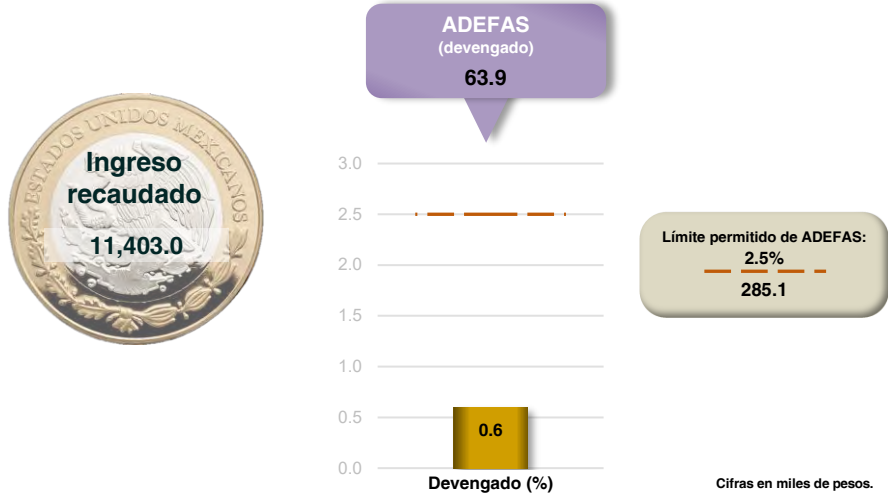 ADEFAS
(devengado)
63.9
ESTADOS UNIDOS MEXICANOS
Ingreso
recaudado
11,403.0
3.0
2.5
2.0
1.5
1.0
0.5
0.0
0.6
Devengado (%)
Límite permitido de ADEFAS:
2.5%
285.1
Cifras en miles de pesos.